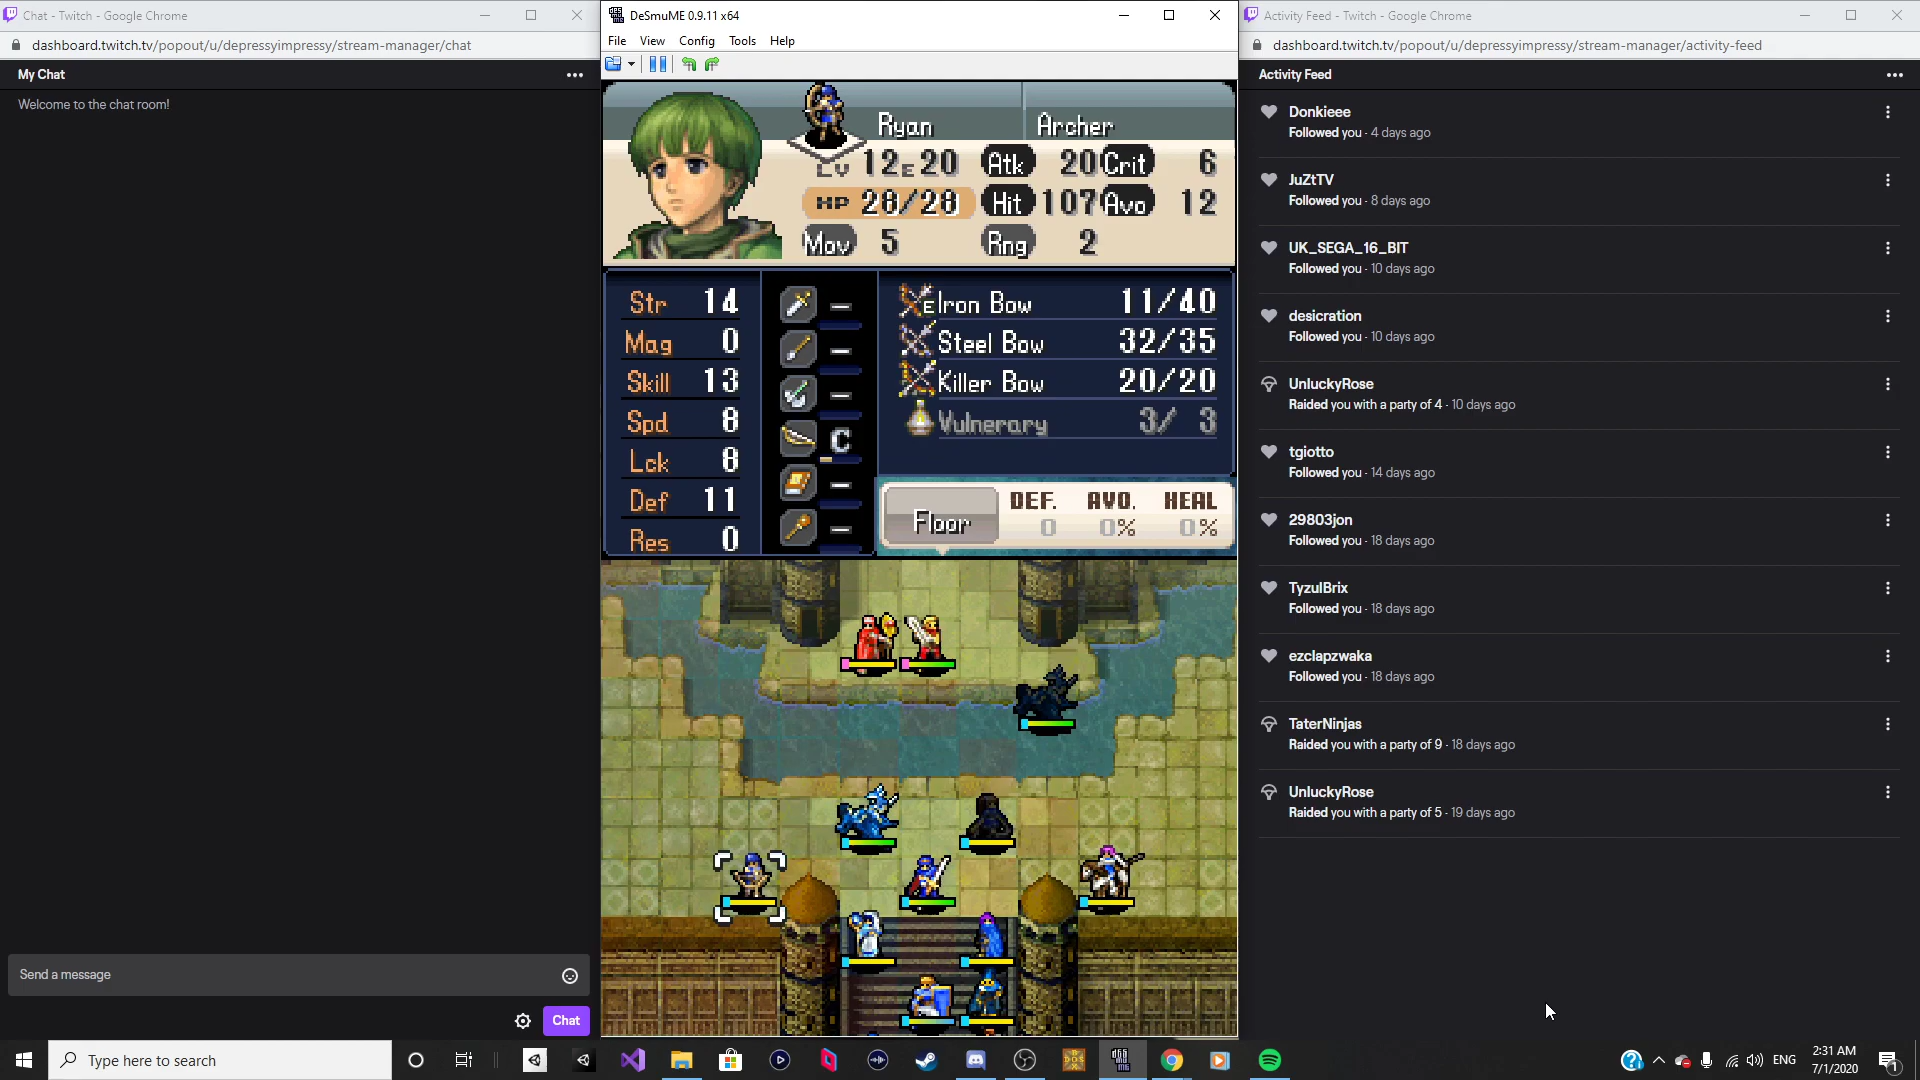 Chat - Twitch - Google Chrome
dashboard.twitch.tv/popout/u/depressyimpressy/stream-manager/chat
My Chat
Welcome to the chat room!
Send a message
Chat
DeSmuME 0.9.11 x64
File View Config Tools Help
Ryan Archer
LV 12 E 20 Atk 20 Crit 6
HP 28/28 Hit 107 Avo 12
Mov 5 Rng 2
Str 14
Mag 0
Skill 13
Spd 8
Lck 8
Def 11
Res 0
–
–
–
C
–
–
E Iron Bow 11/40
Steel Bow 32/35
Killer Bow 20/20
Vulnerary 3/ 3
Floor
DEF. AVO. HEAL
0 0% 0%
Activity Feed - Twitch - Google Chrome
dashboard.twitch.tv/popout/u/depressyimpressy/stream-manager/activity-feed
Activity Feed
Donkieee
Followed you · 4 days ago
JuZtTV
Followed you · 8 days ago
UK_SEGA_16_BIT
Followed you · 10 days ago
desicration
Followed you · 10 days ago
UnluckyRose
Raided you with a party of 4 · 10 days ago
tgiotto
Followed you · 14 days ago
29803jon
Followed you · 18 days ago
TyzulBrix
Followed you · 18 days ago
ezclapzwaka
Followed you · 18 days ago
TaterNinjas
Raided you with a party of 9 · 18 days ago
UnluckyRose
Raided you with a party of 5 · 19 days ago
Type here to search
ENG
2:31 AM
7/1/2020
1